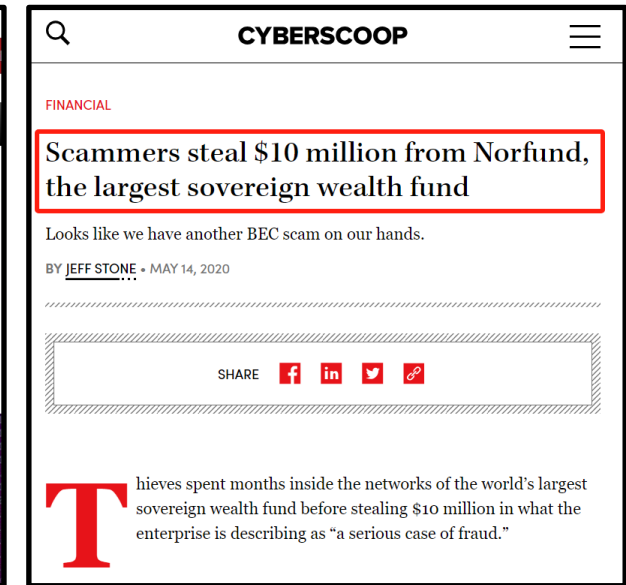 CYBERSCOOP
FINANCIAL
Scammers steal $10 million from Norfund,
the largest sovereign wealth fund
Looks like we have another BEC scam on our hands.
BY JEFF STONE • MAY 14, 2020
SHARE
Thieves spent months inside the networks of the world’s largest
sovereign wealth fund before stealing $10 million in what the
enterprise is describing as “a serious case of fraud.”